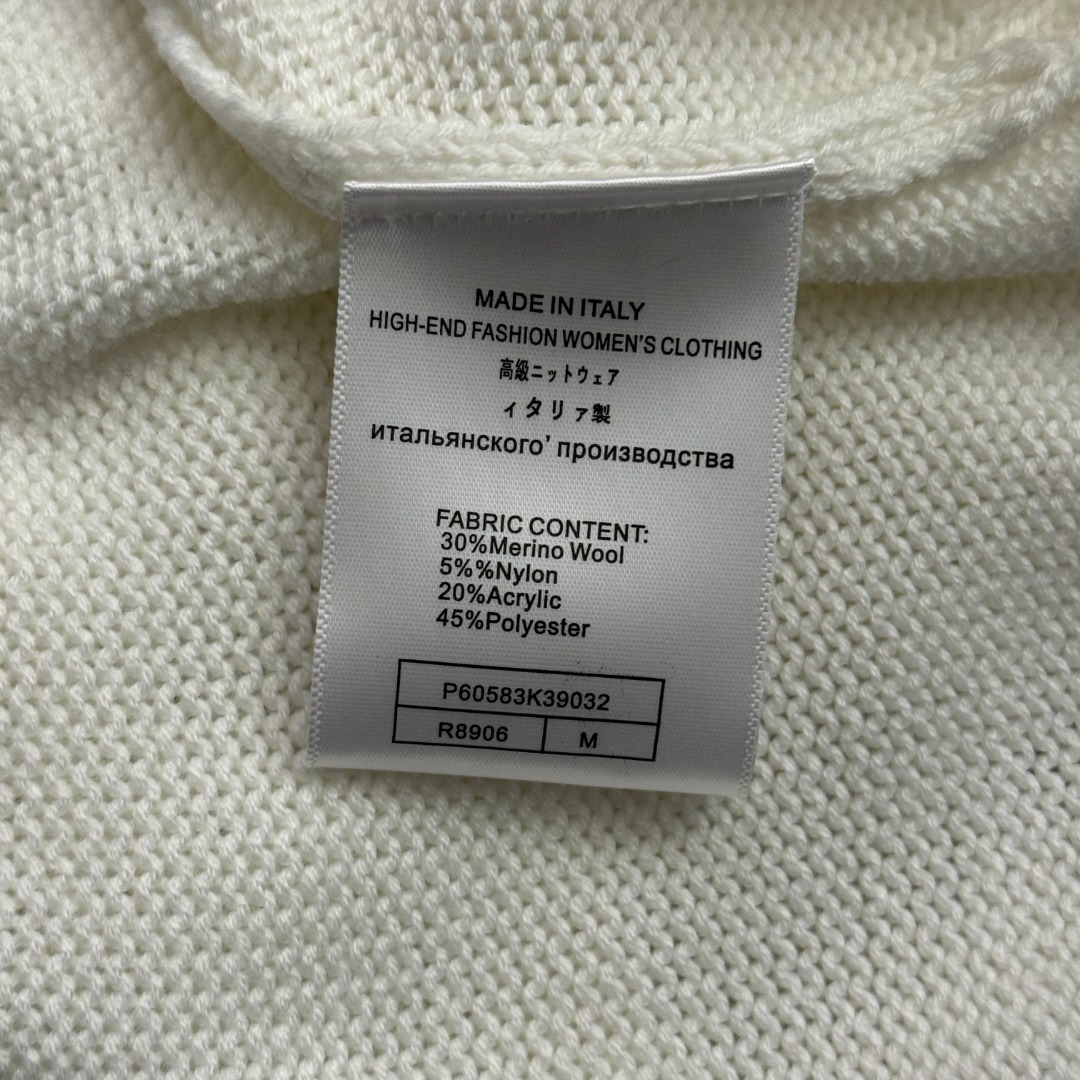 MADE IN ITALY
HIGH-END FASHION WOMEN'S CLOTHING
高級ニットウェア
ィタリァ製
итальянского’ производства
FABRIC CONTENT:
30%Merino Wool
5%%Nylon
20%Acrylic
45%Polyester
P60583K39032
R8906 M